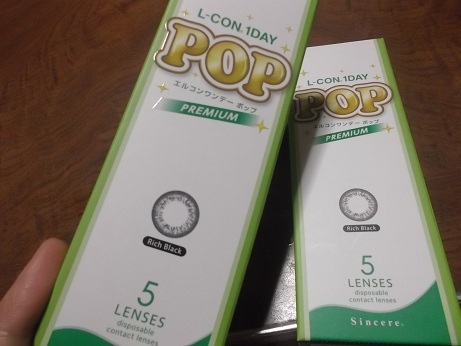 L-CON. 1DAY
POP
エルコンワンデー ポップ
PREMIUM
Rich Black
5
LENSES
disposable
contact lenses
L-CON. 1DAY
POP
エルコンワンデー ポップ
PREMIUM
Rich Black
5
LENSES
disposable
contact lenses
Sincere